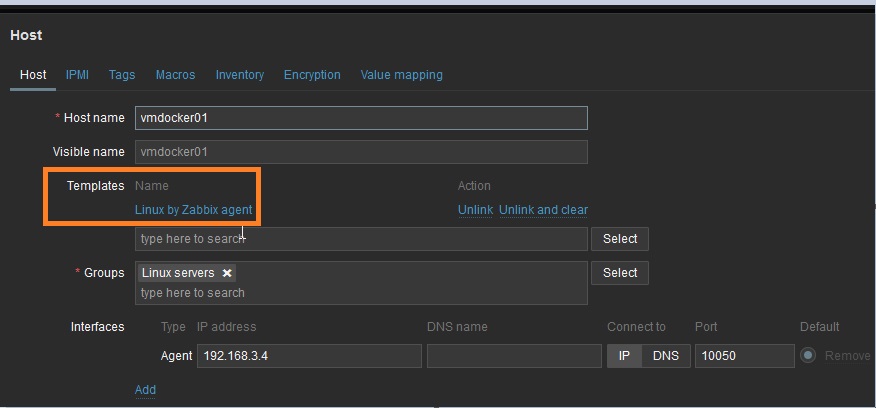 Host
Host IPMI Tags Macros Inventory Encryption Value mapping
* Host name vmdocker01
Visible name vmdocker01
Templates Name Action
Linux by Zabbix agent Unlink Unlink and clear
type here to search Select
* Groups Linux servers × Select
type here to search
Interfaces Type IP address DNS name Connect to Port Default
Agent 192.168.3.4 IP DNS 10050 Remove
Add